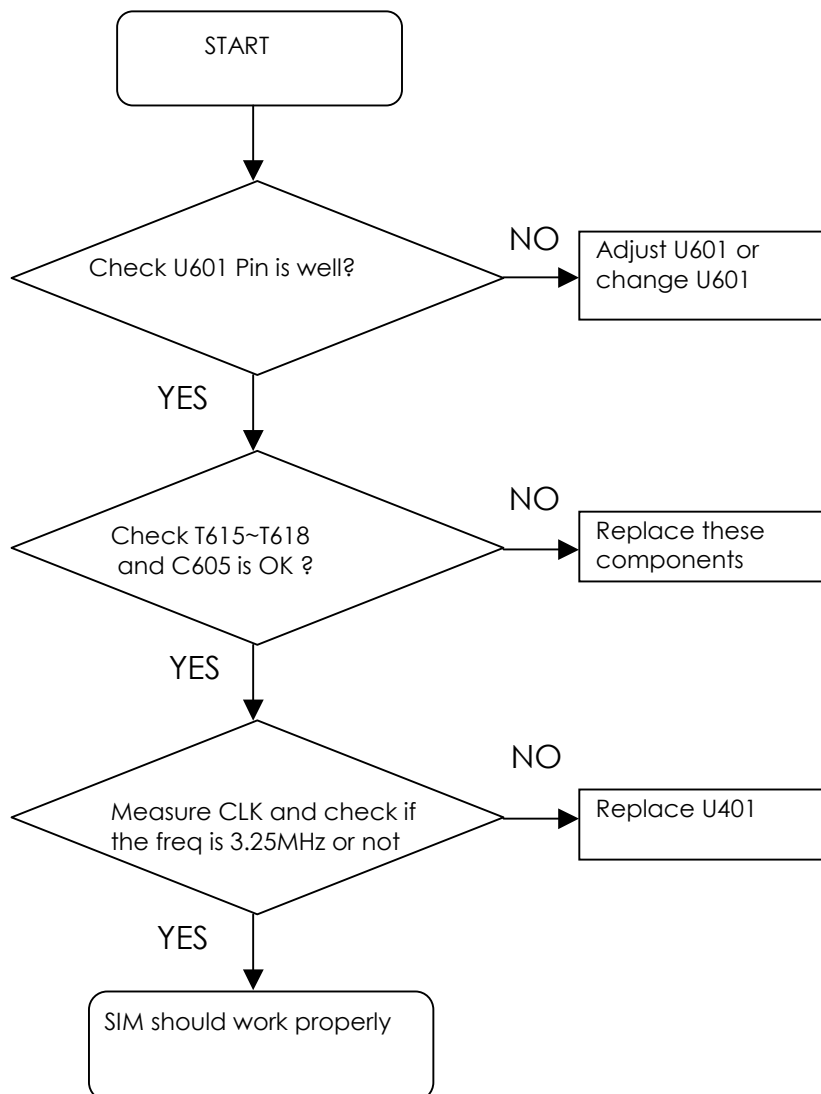 START
Check U601 Pin is well?
NO
Adjust U601 or
change U601
YES
Check T615~T618
and C605 is OK ?
NO
Replace these
components
YES
Measure CLK and check if
the freq is 3.25MHz or not
NO
Replace U401
YES
SIM should work properly